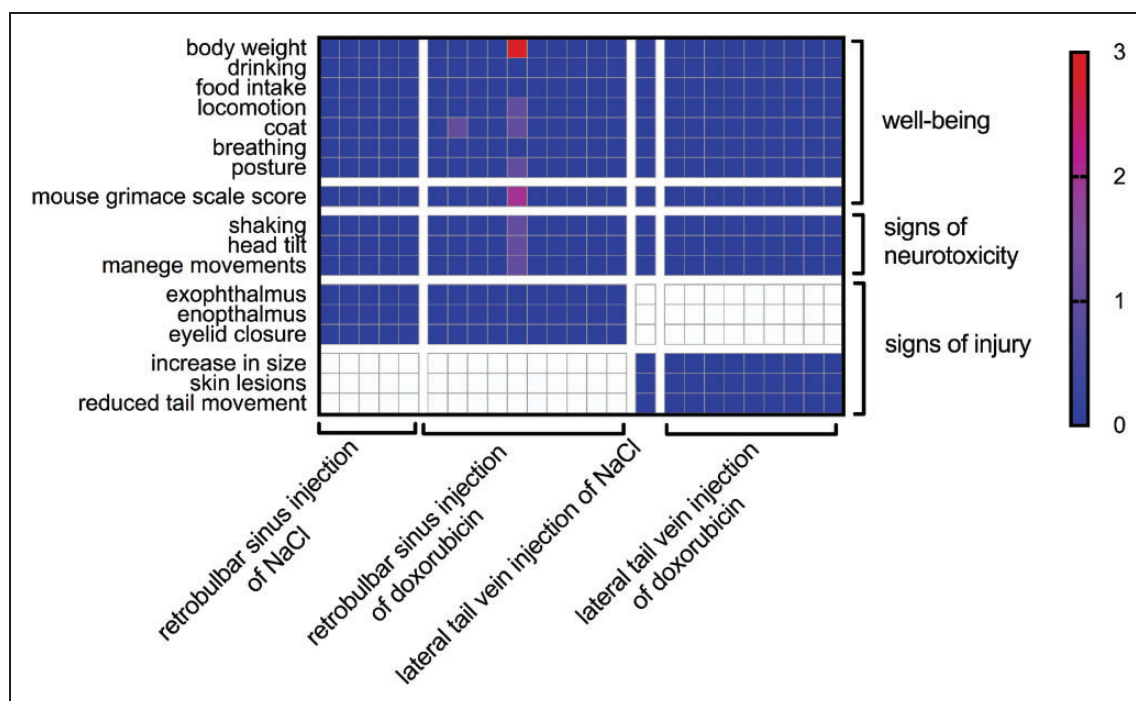 body weight
drinking
food intake
locomotion
coat
breathing
posture
mouse grimace scale score
shaking
head tilt
manege movements
exophthalmus
enopthalmus
eyelid closure
increase in size
skin lesions
reduced tail movement
well-being
signs of
neurotoxicity
signs of injury
3
2
1
0
retrobulbar sinus injection
of NaCl
retrobulbar sinus injection
of doxorubicin
lateral tail vein injection of NaCl
lateral tail vein injection
of doxorubicin